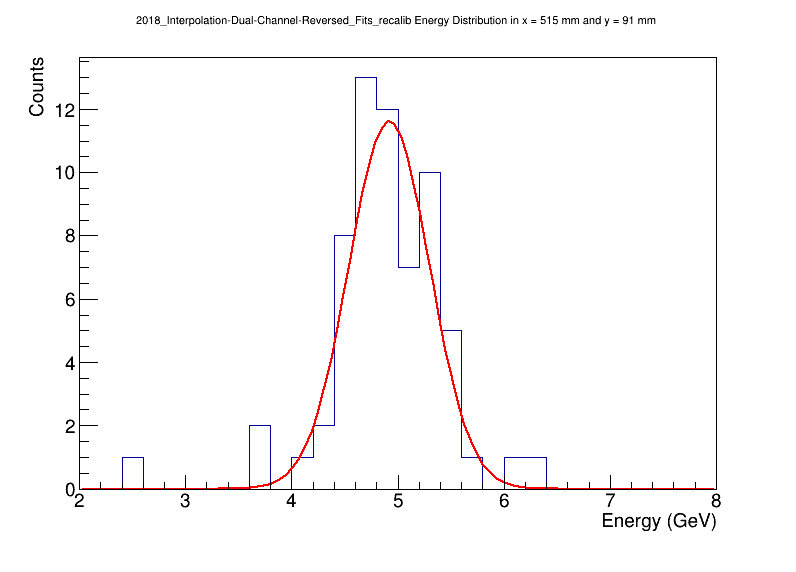 2018_Interpolation-Dual-Channel-Reversed_Fits_recalib Energy Distribution in x = 515 mm and y = 91 mm
Counts
12
10
8
6
4
2
0
2 3 4 5 6 7 8
Energy (GeV)